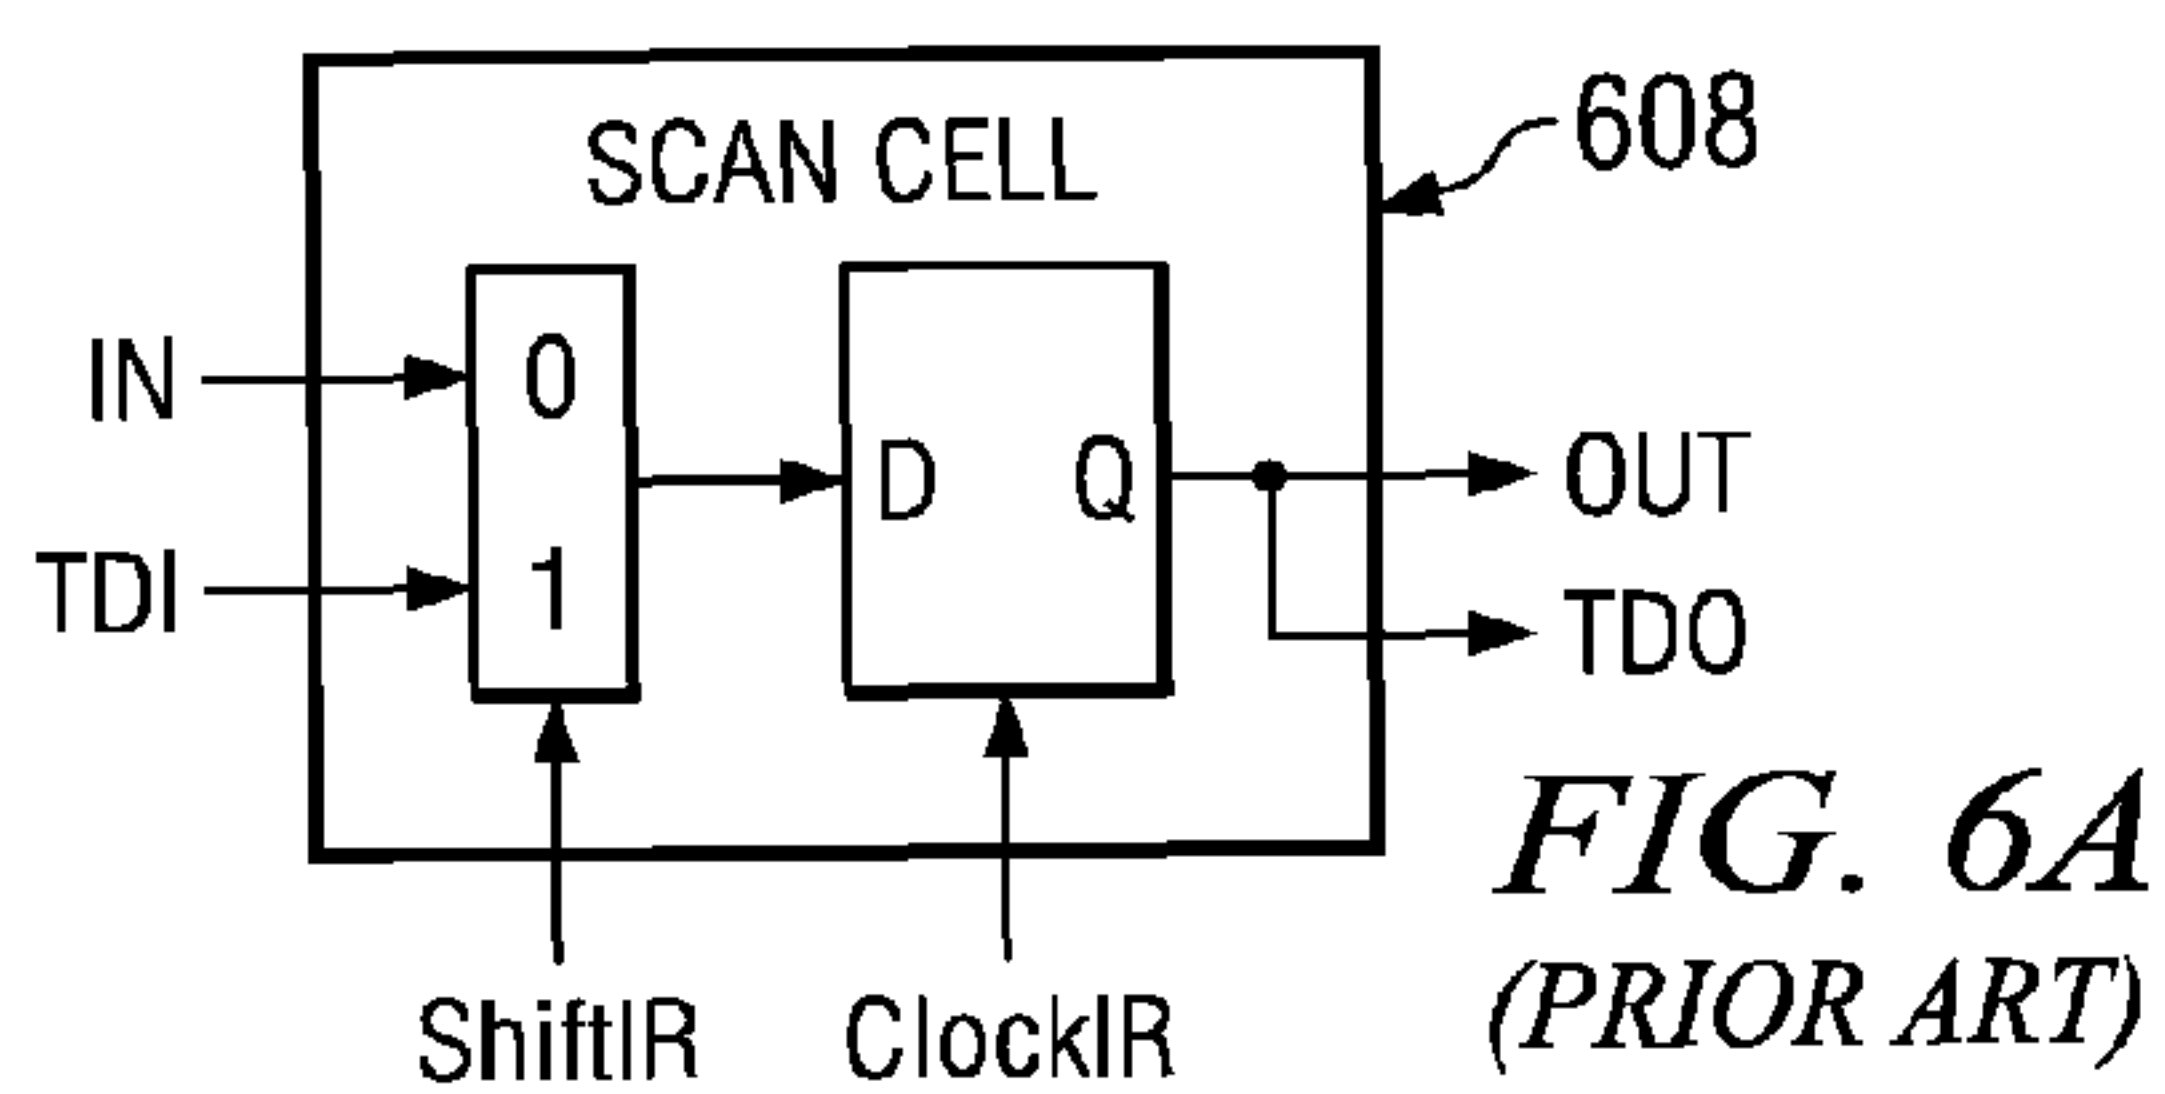 SCAN CELL
608
IN
0
D
Q
OUT
TDI
1
TDO
ShiftIR
ClockIR
FIG. 6A
(PRIOR ART)